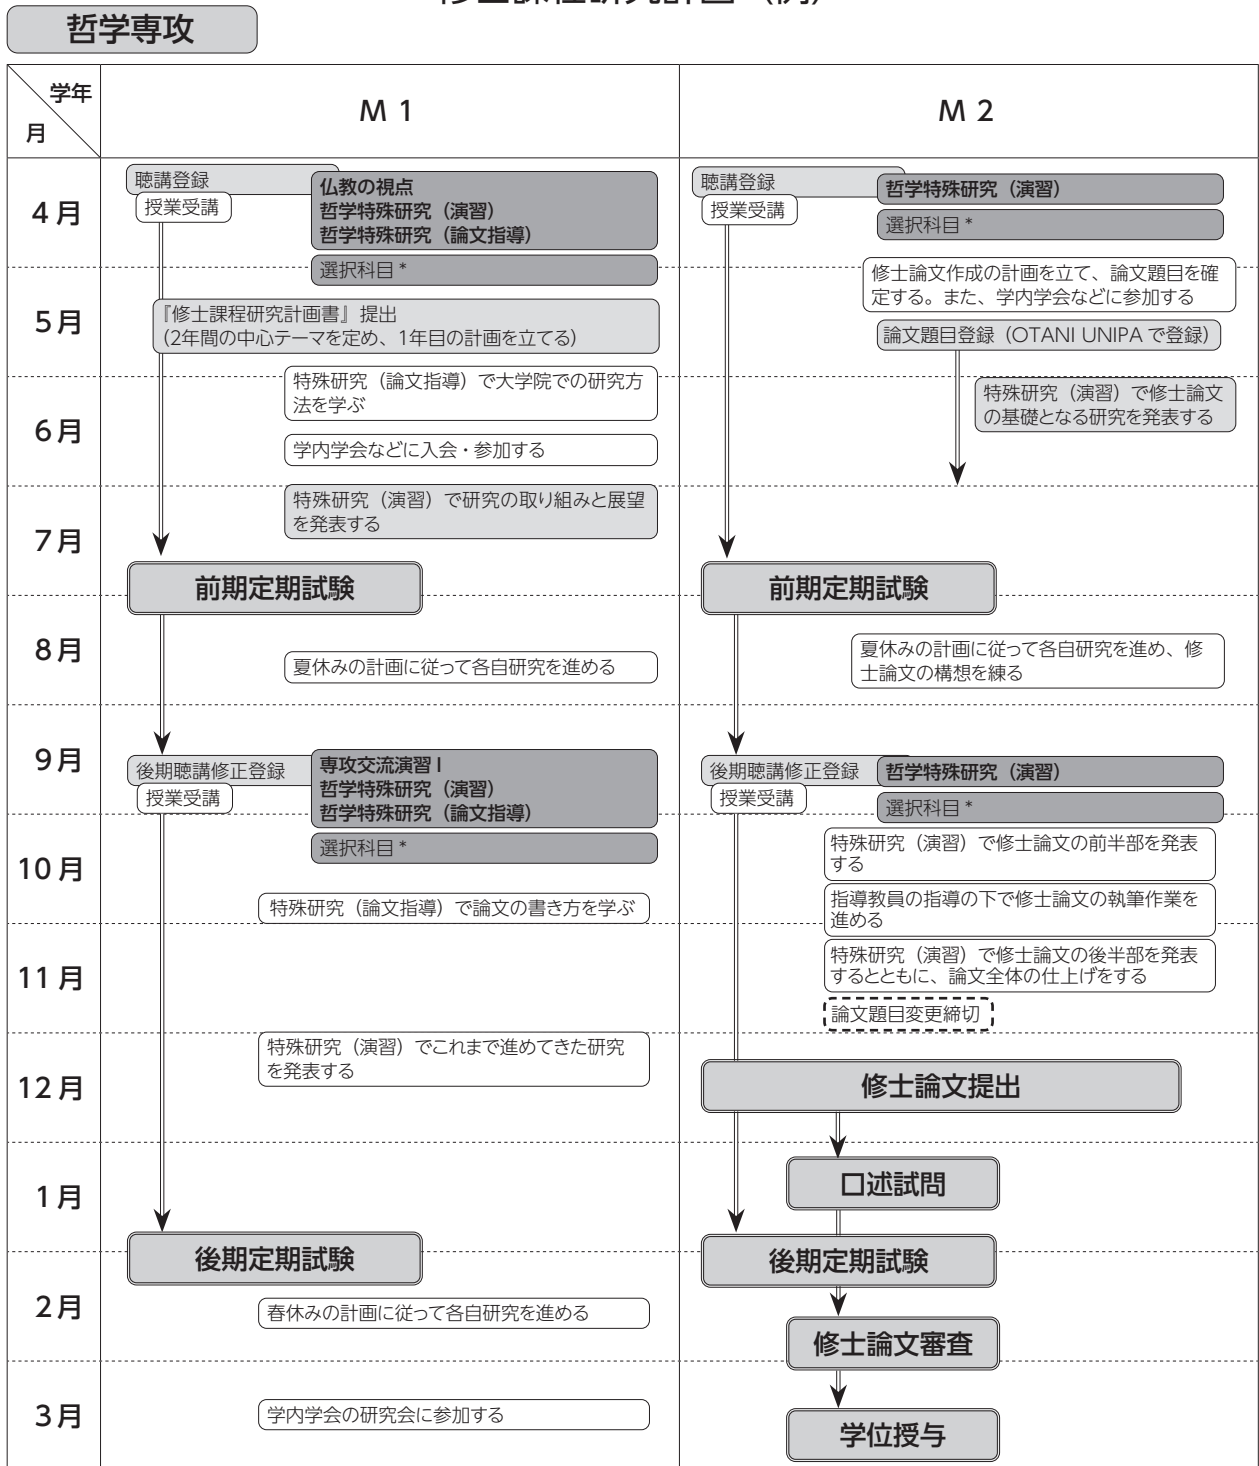 修士課程研究計画（例）
哲学専攻
学年
月
M 1
M 2
4月
聴講登録
授業受講
仏教の視点
哲学特殊研究（演習）
哲学特殊研究（論文指導）
選択科目*
聴講登録
授業受講
哲学特殊研究（演習）
選択科目*
5月
『修士課程研究計画書』提出
（2年間の中心テーマを定め、1年目の計画を立てる）
修士論文作成の計画を立て、論文題目を確
定する。また、学内学会などに参加する
論文題目登録（OTANI UNIPAで登録）
6月
特殊研究（論文指導）で大学院での研究方
法を学ぶ
学内学会などに入会・参加する
特殊研究（演習）で修士論文
の基礎となる研究を発表する
7月
特殊研究（演習）で研究の取り組みと展望
を発表する
前期定期試験
前期定期試験
8月
夏休みの計画に従って各自研究を進める
夏休みの計画に従って各自研究を進め、修
士論文の構想を練る
9月
後期聴講修正登録
授業受講
専攻交流演習Ⅰ
哲学特殊研究（演習）
哲学特殊研究（論文指導）
選択科目*
後期聴講修正登録
授業受講
哲学特殊研究（演習）
選択科目*
10月
特殊研究（論文指導）で論文の書き方を学ぶ
特殊研究（演習）で修士論文の前半部を発表
する
指導教員の指導の下で修士論文の執筆作業を
進める
11月
特殊研究（演習）で修士論文の後半部を発表
するとともに、論文全体の仕上げをする
論文題目変更締切
12月
特殊研究（演習）でこれまで進めてきた研究
を発表する
修士論文提出
1月
口述試問
後期定期試験
後期定期試験
2月
春休みの計画に従って各自研究を進める
修士論文審査
3月
学内学会の研究会に参加する
学位授与